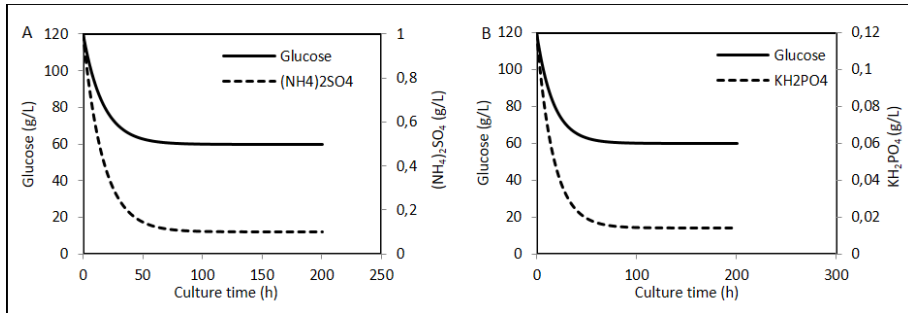 A
Glucose (g/L)
120
100
80
60
40
20
0
Glucose
(NH4)2SO4
1
0,8
0,6
0,4
0,2
0
(NH₄)₂SO₄ (g/L)
0 50 100 150 200 250
Culture time (h)
B
Glucose (g/L)
120
100
80
60
40
20
0
Glucose
KH2PO4
0,12
0,1
0,08
0,06
0,04
0,02
0
KH₂PO₄ (g/L)
0 100 200 300
Culture time (h)